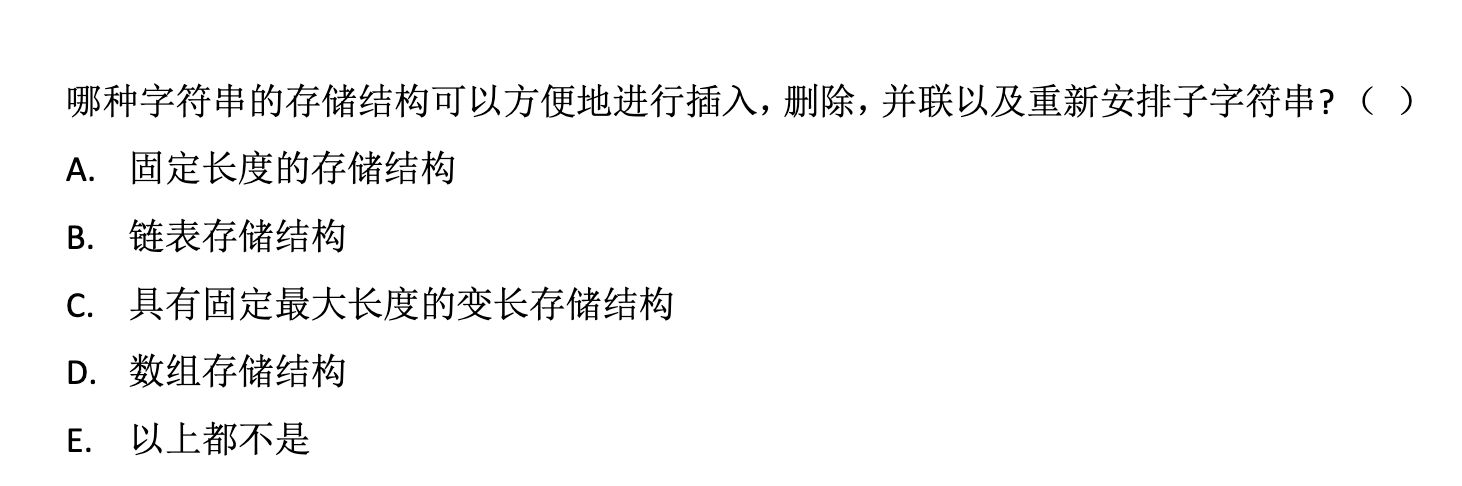 哪种字符串的存储结构可以方便地进行插入，删除，并联以及重新安排子字符串？（ ）
A. 固定长度的存储结构
B. 链表存储结构
C. 具有固定最大长度的变长存储结构
D. 数组存储结构
E. 以上都不是